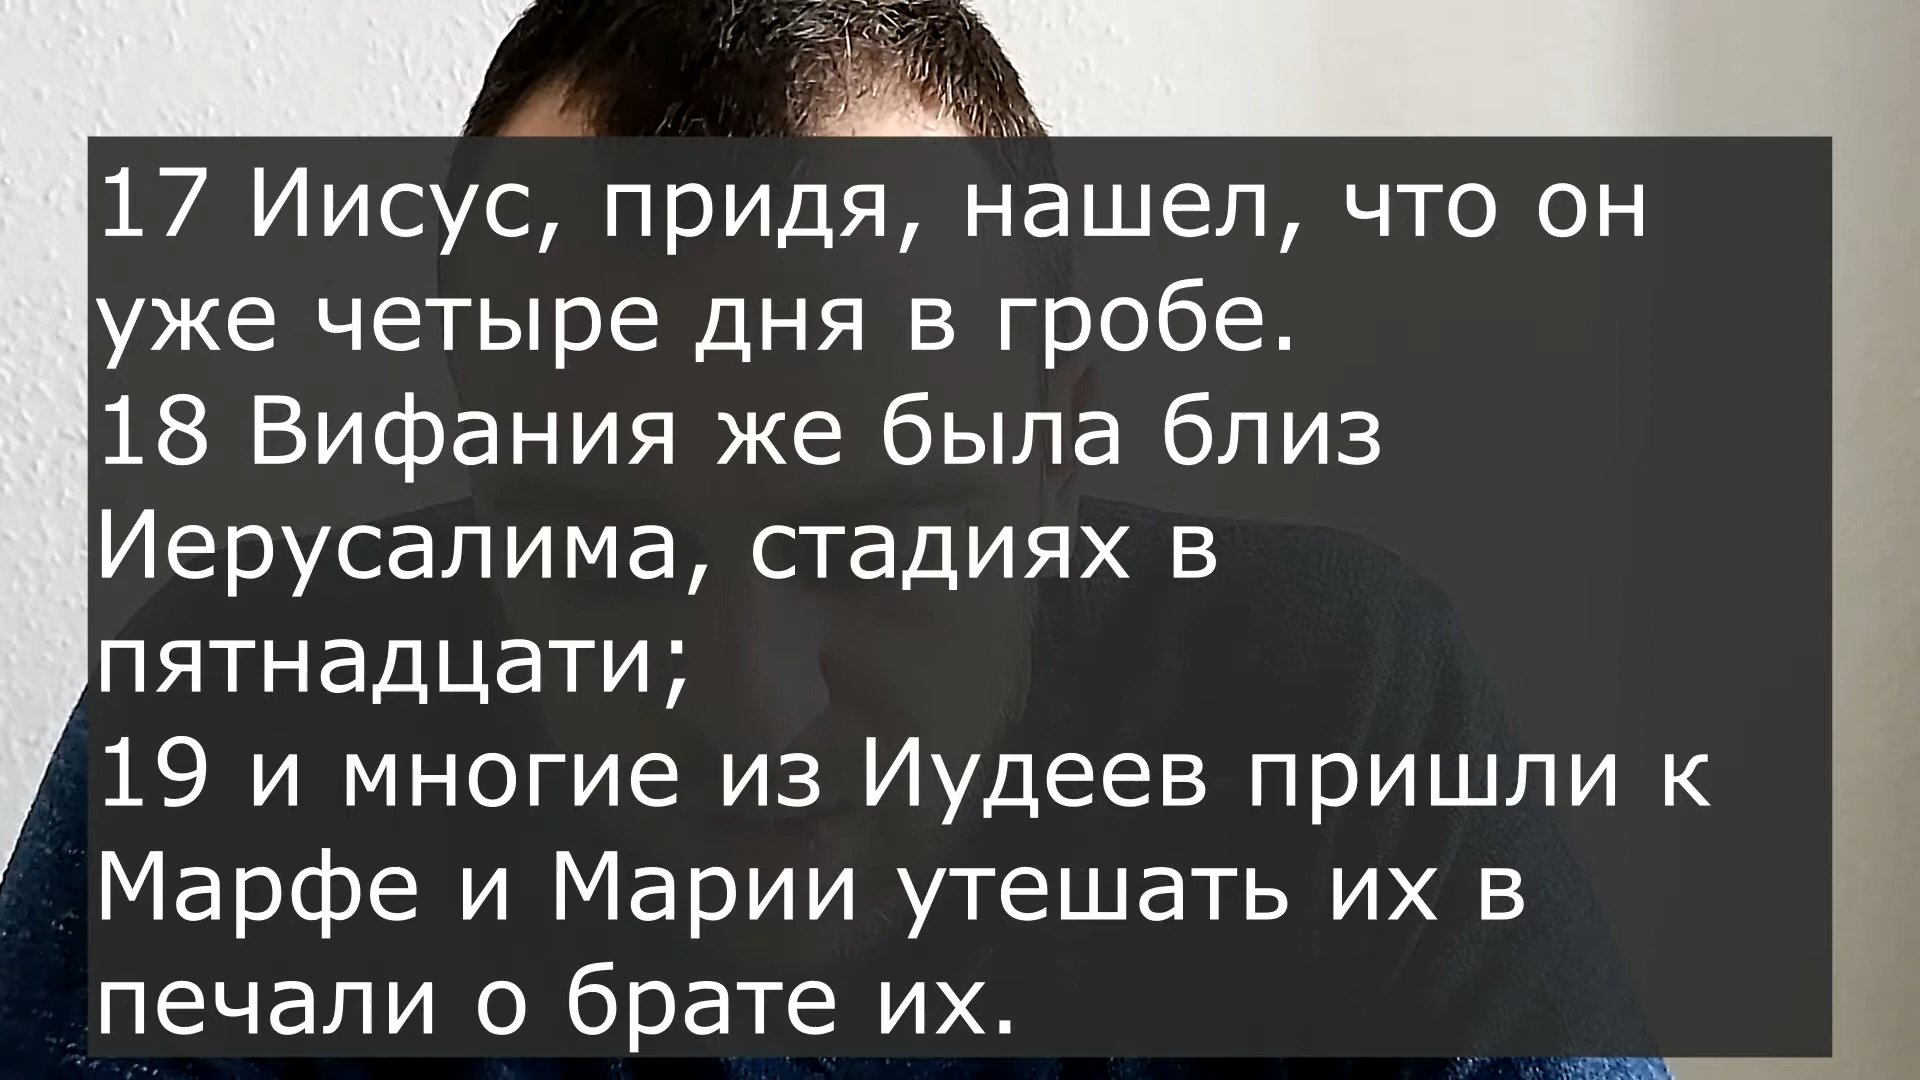 17 Иисус, придя, нашел, что он
уже четыре дня в гробе.
18 Вифания же была близ
Иерусалима, стадиях в
пятнадцати;
19 и многие из Иудеев пришли к
Марфе и Марии утешать их в
печали о брате их.